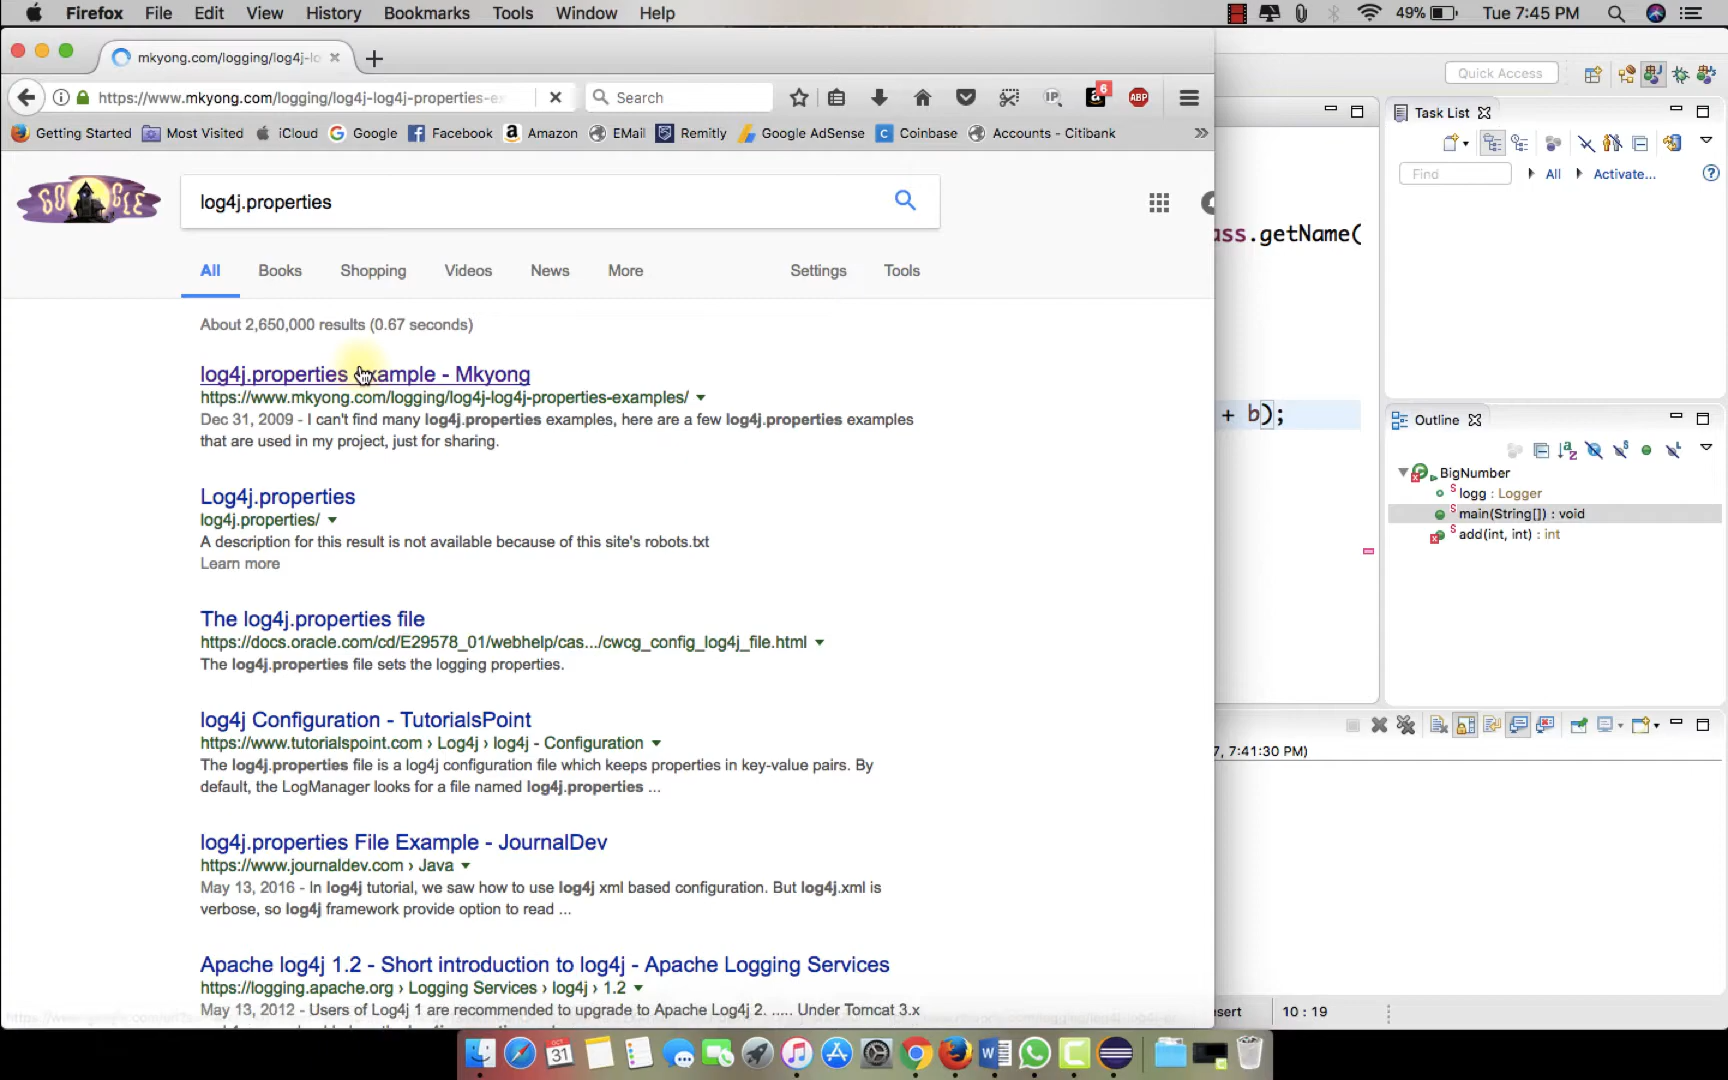 Firefox File Edit View History Bookmarks Tools Window Help
49% Tue 7:45 PM
mkyong.com/logging/log4j-lo
https://www.mkyong.com/logging/log4j-log4j-properties-ex
Search
6
IP
ABP
Getting Started Most Visited iCloud Google Facebook Amazon EMail Remitly Google AdSense Coinbase Accounts - Citibank
GOOGLE
log4j.properties
All Books Shopping Videos News More Settings Tools
About 2,650,000 results (0.67 seconds)
log4j.properties example - Mkyong
https://www.mkyong.com/logging/log4j-log4j-properties-examples/
Dec 31, 2009 - I can't find many log4j.properties examples, here are a few log4j.properties examples
that are used in my project, just for sharing.
Log4j.properties
log4j.properties/
A description for this result is not available because of this site's robots.txt
Learn more
The log4j.properties file
https://docs.oracle.com/cd/E29578_01/webhelp/cas.../cwcg_config_log4j_file.html
The log4j.properties file sets the logging properties.
log4j Configuration - TutorialsPoint
https://www.tutorialspoint.com › Log4j › log4j - Configuration
The log4j.properties file is a log4j configuration file which keeps properties in key-value pairs. By
default, the LogManager looks for a file named log4j.properties ...
log4j.properties File Example - JournalDev
https://www.journaldev.com › Java
May 13, 2016 - In log4j tutorial, we saw how to use log4j xml based configuration. But log4j.xml is
verbose, so log4j framework provide option to read ...
Apache log4j 1.2 - Short introduction to log4j - Apache Logging Services
https://logging.apache.org › Logging Services › log4j › 1.2
May 13, 2012 - Users of Log4j 1 are recommended to upgrade to Apache Log4j 2. ..... Under Tomcat 3.x
Quick Access
Task List
Find All Activate...
ass.getName(
+ b);
Outline
BigNumber
logg : Logger
main(String[]) : void
add(int, int) : int
7, 7:41:30 PM)
sert 10 : 19
OCT
31